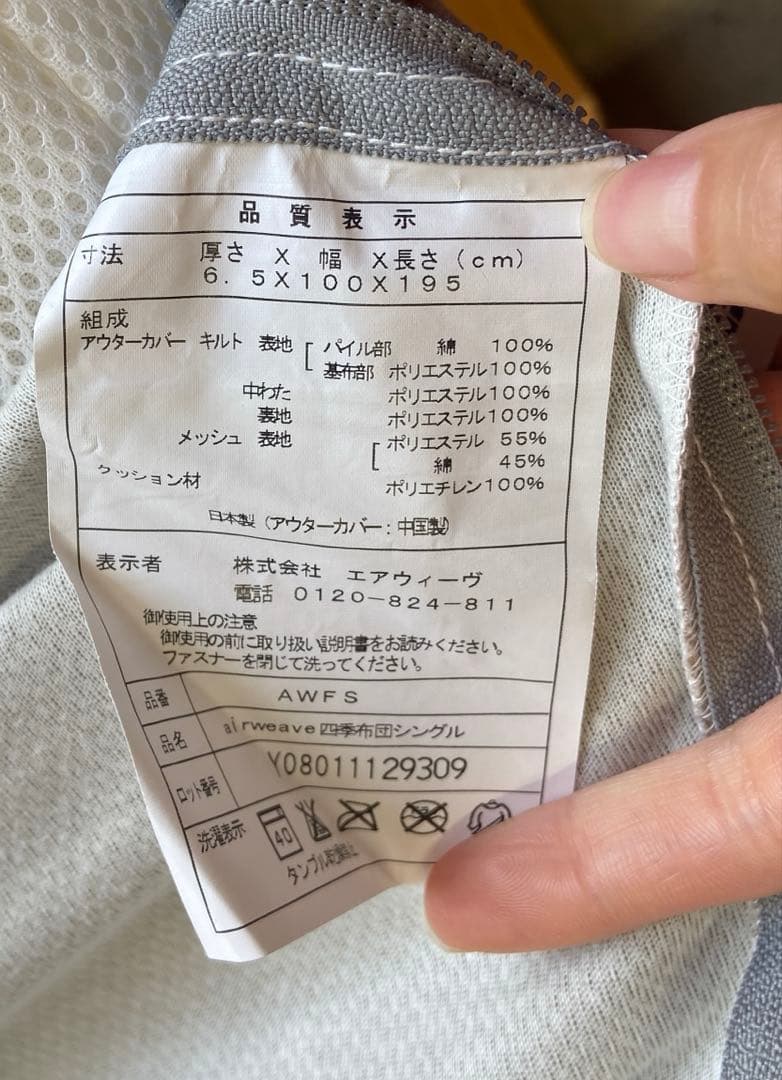 品質表示
寸法 厚さ X 幅 X長さ(cm)
6.5X100X195
組成
アウターカバー キルト 表地 [ パイル部 綿 100%
基布部 ポリエステル100%
中わた ポリエステル100%
裏地 ポリエステル100%
メッシュ 表地 [ ポリエステル 55%
綿 45%
クッション材 ポリエチレン100%
日本製(アウターカバー:中国製)
表示者 株式会社 エアウィーヴ
電話 0120-824-811
御使用上の注意
御使用の前に取り扱い説明書をお読みください。
ファスナーを閉じて洗ってください。
品番 AWFS
品名 airweave四季布団シングル
ロット番号 Y08011129309
洗濯表示 40